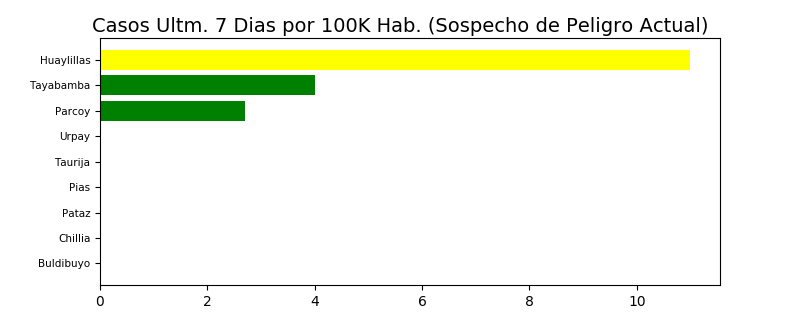 Casos Ultm. 7 Dias por 100K Hab. (Sospecho de Peligro Actual)
Huaylillas
Tayabamba
Parcoy
Urpay
Taurija
Pias
Pataz
Chillia
Buldibuyo
0 2 4 6 8 10